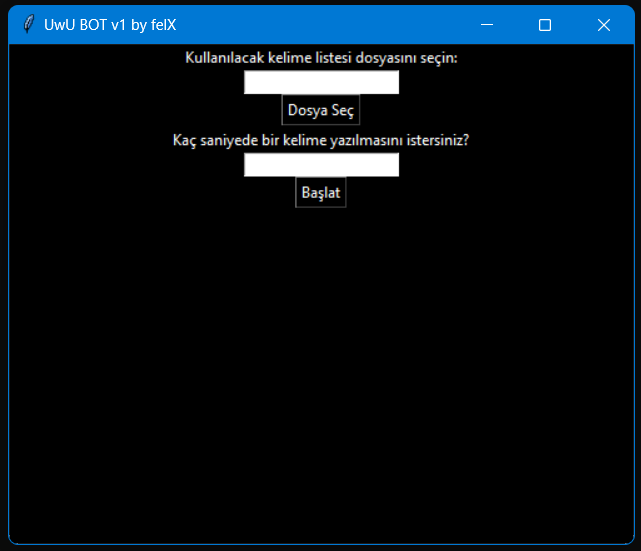 UwU BOT v1 by felX
Kullanılacak kelime listesi dosyasını seçin:
Dosya Seç
Kaç saniyede bir kelime yazılmasını istersiniz?
Başlat